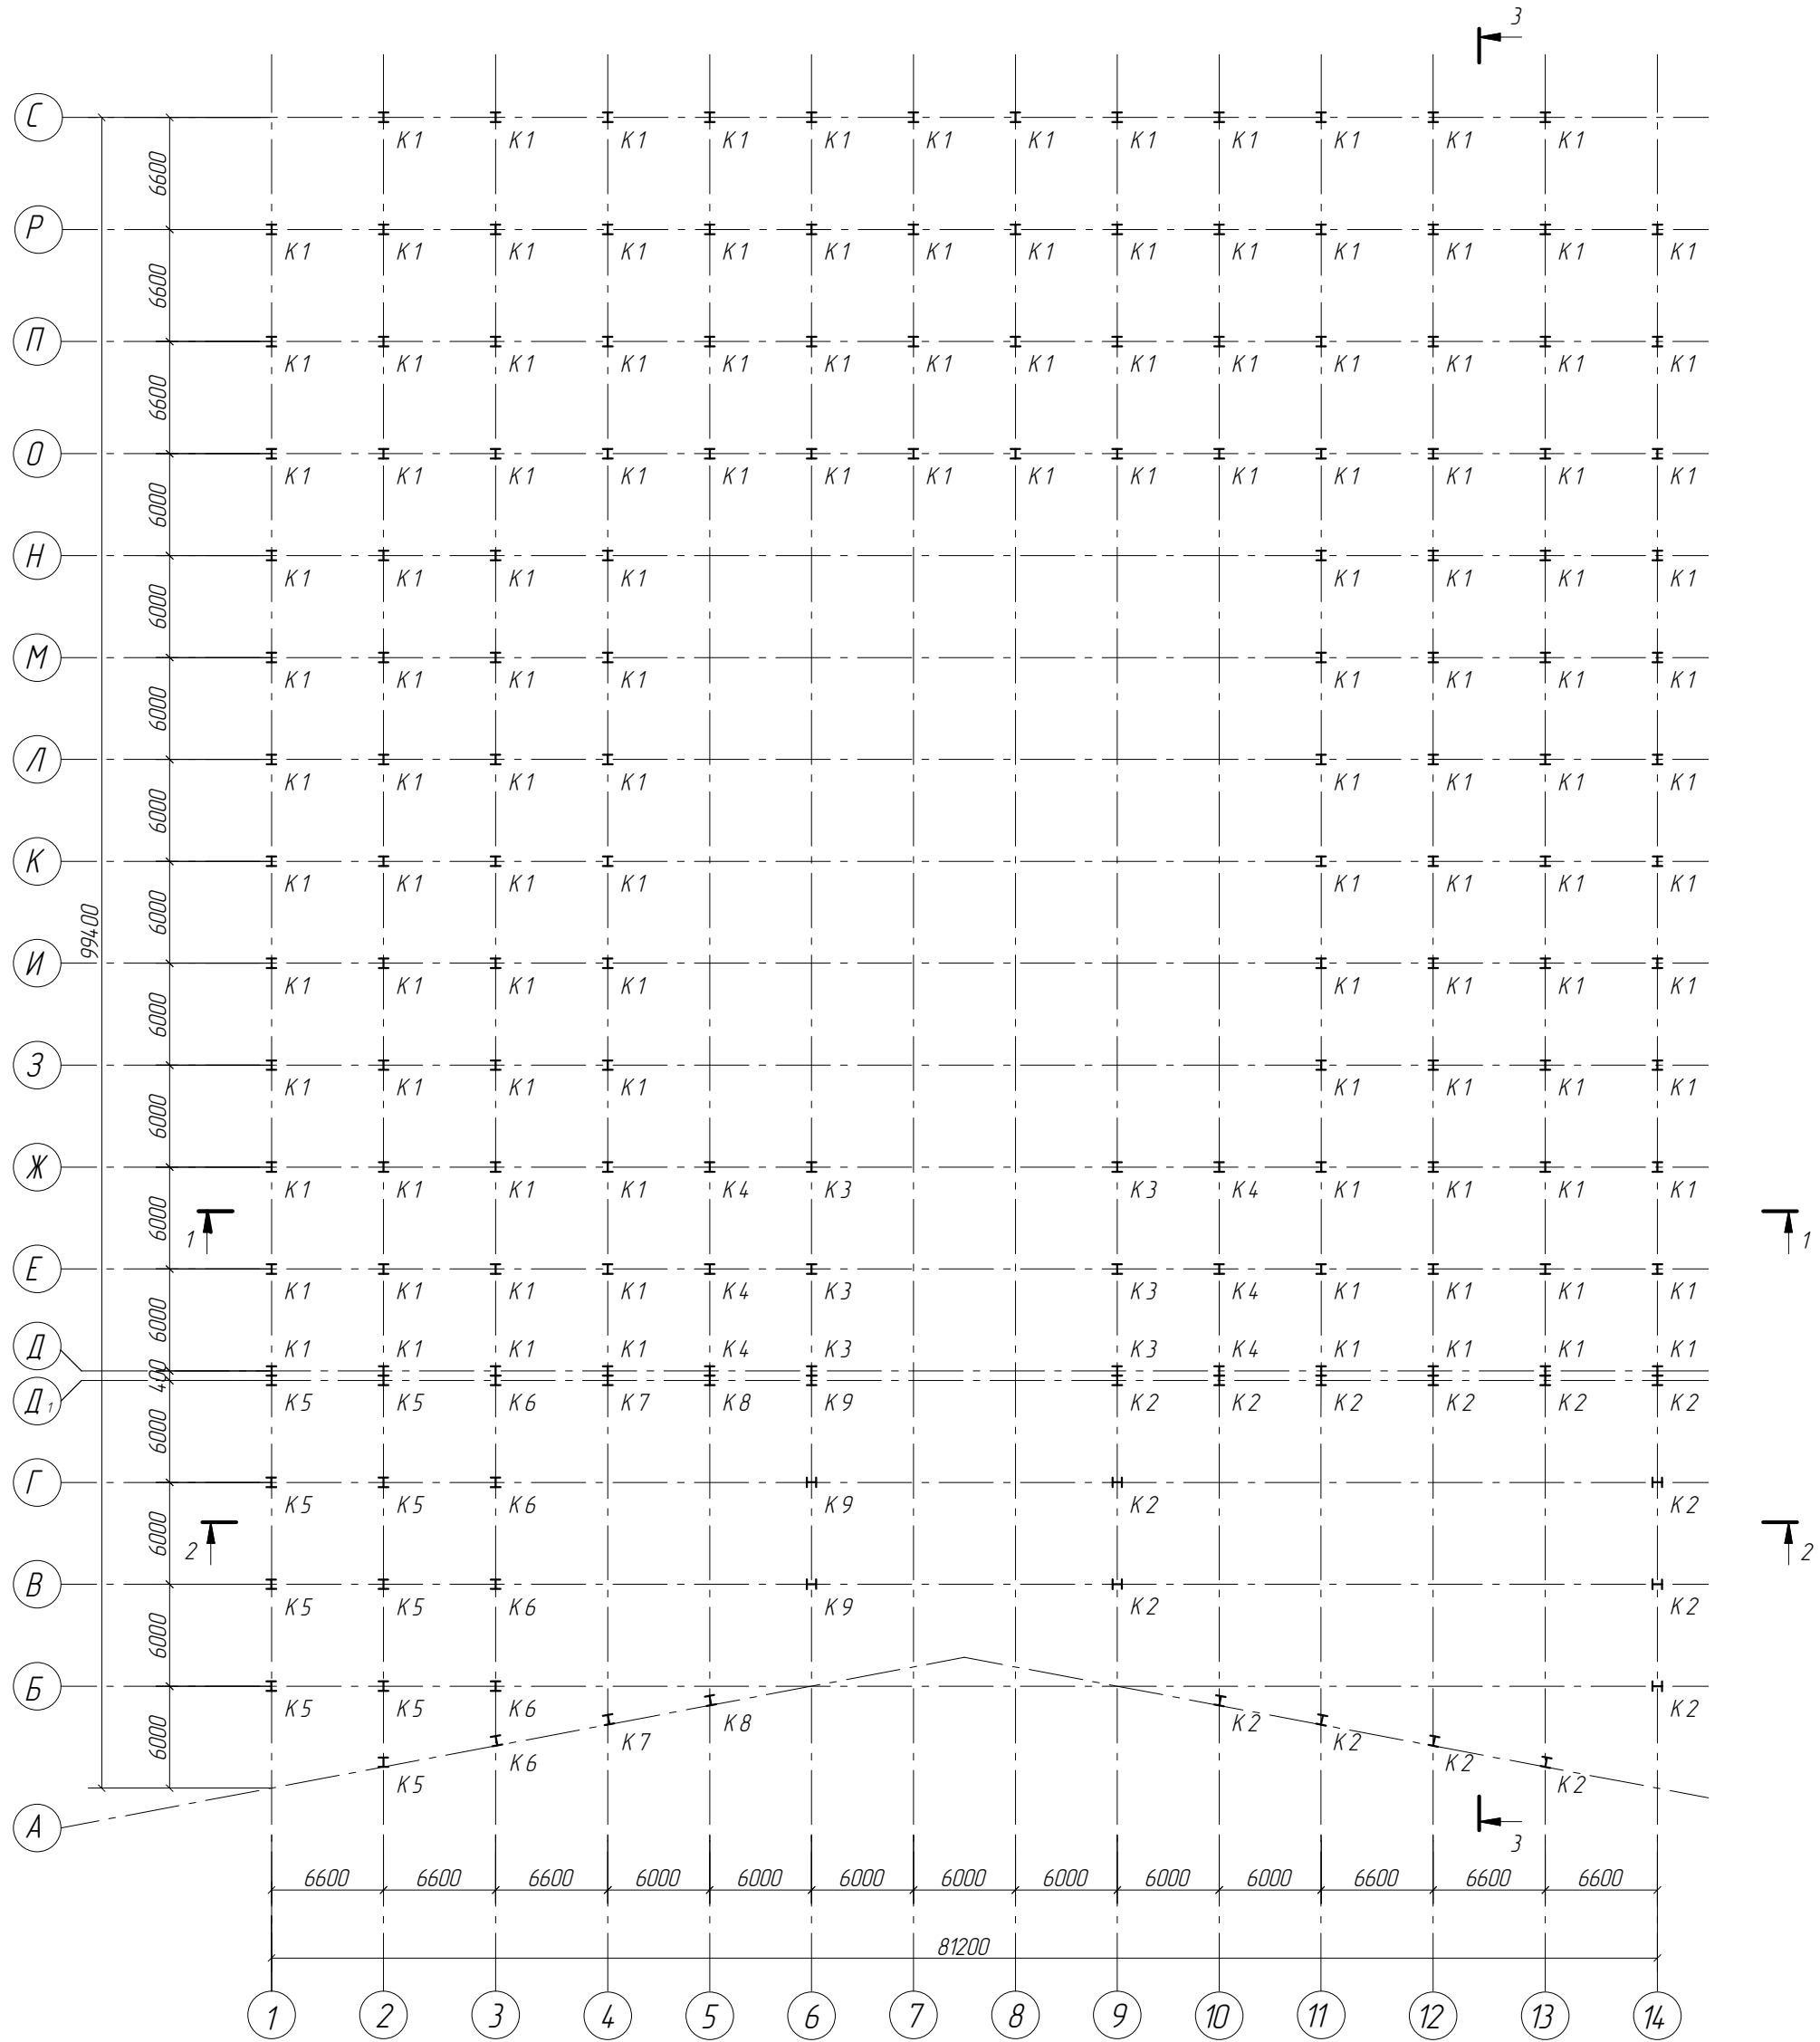 3
С
К1 К1 К1 К1 К1 К1 К1 К1 К1 К1 К1 К1
6600
Р
К1 К1 К1 К1 К1 К1 К1 К1 К1 К1 К1 К1 К1 К1
6600
П
К1 К1 К1 К1 К1 К1 К1 К1 К1 К1 К1 К1 К1 К1
6600
О
К1 К1 К1 К1 К1 К1 К1 К1 К1 К1 К1 К1 К1 К1
6000
Н
К1 К1 К1 К1 К1 К1 К1 К1
6000
М
К1 К1 К1 К1 К1 К1 К1 К1
6000
Л
К1 К1 К1 К1 К1 К1 К1 К1
6000
К
К1 К1 К1 К1 К1 К1 К1 К1
99400
6000
И
К1 К1 К1 К1 К1 К1 К1 К1
6000
З
К1 К1 К1 К1 К1 К1 К1 К1
6000
Ж
К1 К1 К1 К1 К4 К3 К3 К4 К1 К1 К1 К1
6000
1 1
Е
К1 К1 К1 К1 К4 К3 К3 К4 К1 К1 К1 К1
6000
Д
К1 К1 К1 К1 К4 К3 К3 К4 К1 К1 К1 К1
400
Д1
К5 К5 К6 К7 К8 К9 К2 К2 К2 К2 К2 К2
6000
Г
К5 К5 К6 К9 К2 К2
6000
2 2
В
К5 К5 К6 К9 К2 К2
6000
Б
К5 К5 К6 К2
К8 К2
К7 К2
К6 К2
6000
К5 К2
А
3
6600 6600 6600 6000 6000 6000 6000 6000 6000 6000 6600 6600 6600
81200
1 2 3 4 5 6 7 8 9 10 11 12 13 14